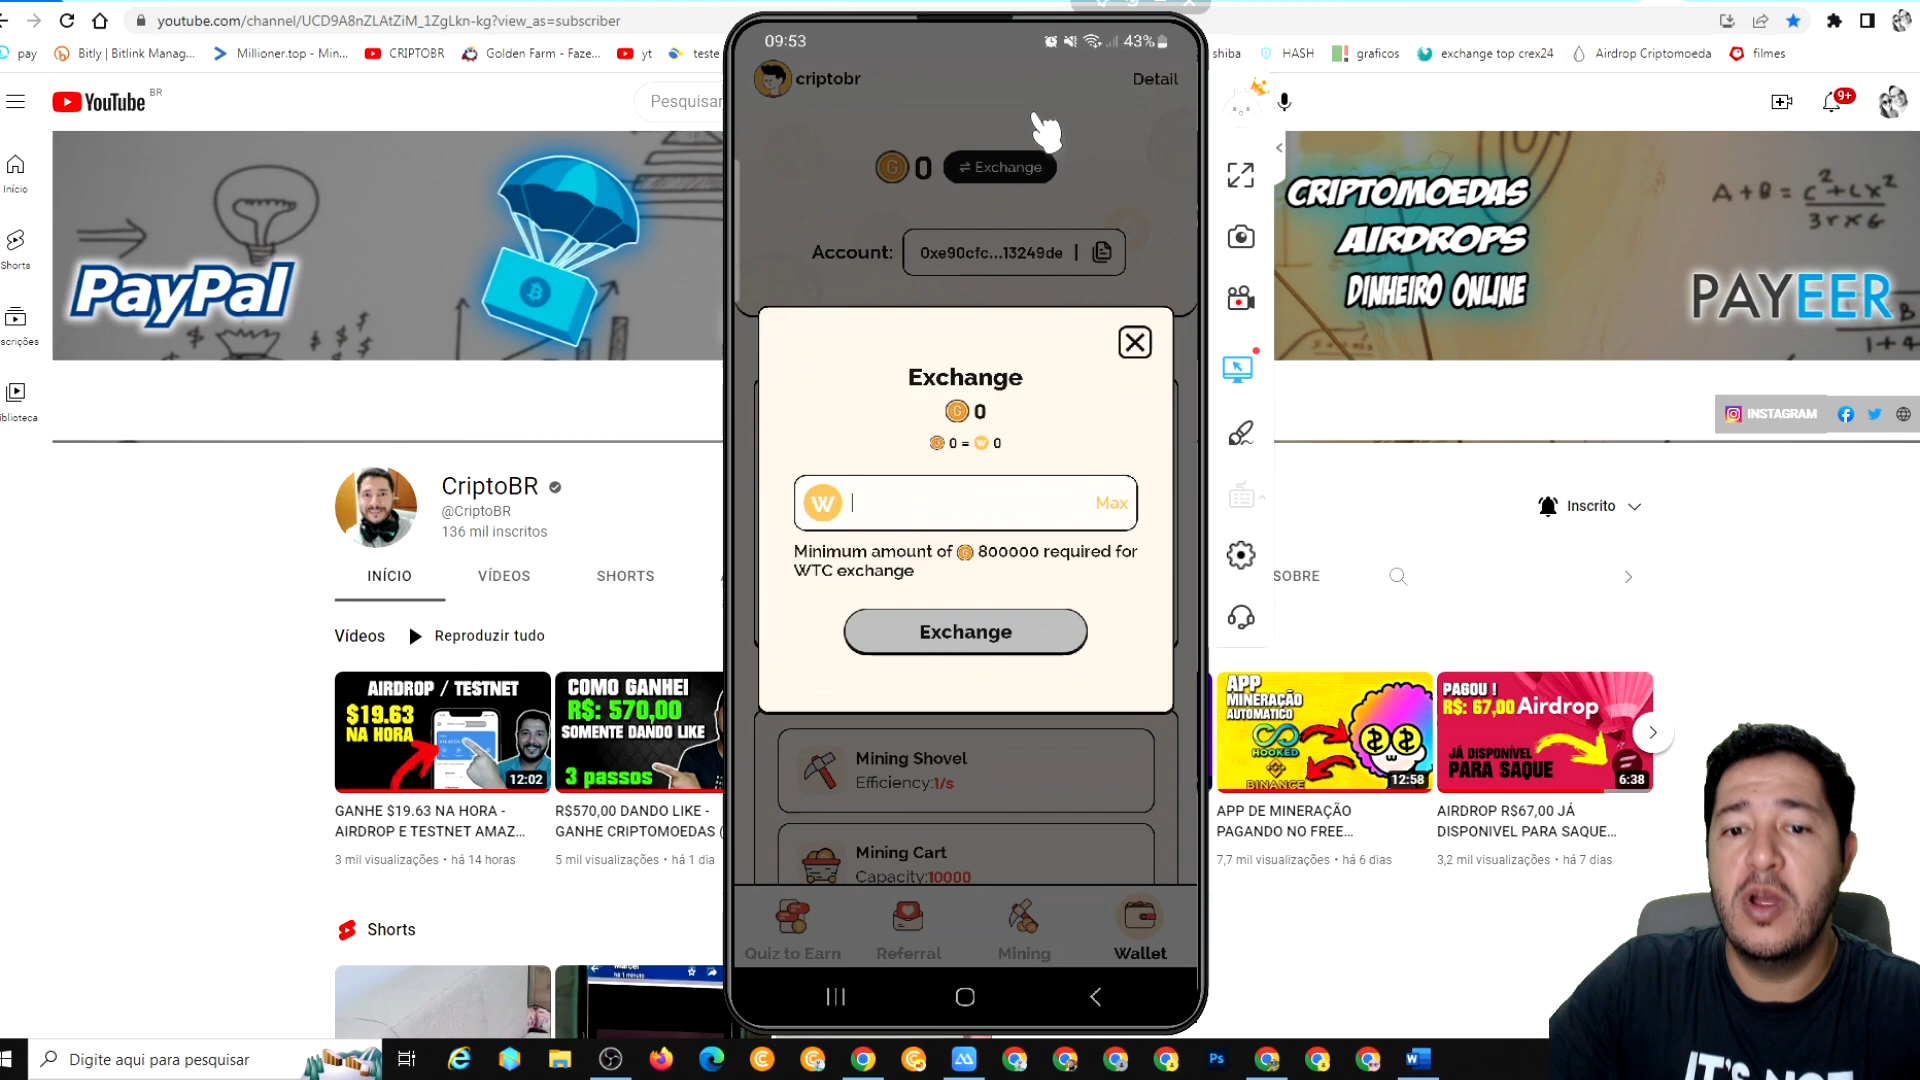 youtube.com/channel/UCD9A8nZLAtZiM_1ZgLkn-kg?view_as=subscriber
pay
Bitly | Bitlink Manag...
Millioner.top - Min...
CRIPTOBR
Golden Farm - Faze...
yt
teste
shiba
HASH
graficos
exchange top crex24
Airdrop Criptomoeda
filmes
YouTube BR
Pesquisar
9+
Início
Shorts
scrições
blioteca
PayPal
CRIPTOMOEDAS
AIRDROPS
DINHEIRO ONLINE
PAYEER
INSTAGRAM
CriptoBR
@CriptoBR
136 mil inscritos
Inscrito
INÍCIO
VÍDEOS
SHORTS
SOBRE
Vídeos
Reproduzir tudo
AIRDROP / TESTNET
$19.63
NA HORA
12:02
GANHE $19.63 NA HORA -
AIRDROP E TESTNET AMAZ...
3 mil visualizações • há 14 horas
COMO GANHEI
R$: 570,00
SOMENTE DANDO LIKE
3 passos
R$570,00 DANDO LIKE -
GANHE CRIPTOMOEDAS (
5 mil visualizações • há 1 dia
APP
MINERAÇÃO
AUTOMATICO
HOOKED
BINANCE
12:58
APP DE MINERAÇÃO
PAGANDO NO FREE...
7,7 mil visualizações • há 6 dias
PAGOU !
R$: 67,00 Airdrop
JÁ DISPONIVEL
PARA SAQUE
6:38
AIRDROP R$67,00 JÁ
DISPONIVEL PARA SAQUE...
3,2 mil visualizações • há 7 dias
Shorts
09:53
43%
criptobr
Detail
G 0
Exchange
Account: 0xe90cfc...13249de |
Exchange
G 0
0 = W 0
W
Max
Minimum amount of G 800000 required for
WTC exchange
Exchange
Mining Shovel
Efficiency:1/s
Mining Cart
Capacity:10000
Quiz to Earn
Referral
Mining
Wallet
Digite aqui para pesquisar
Ps
IT'S NOT